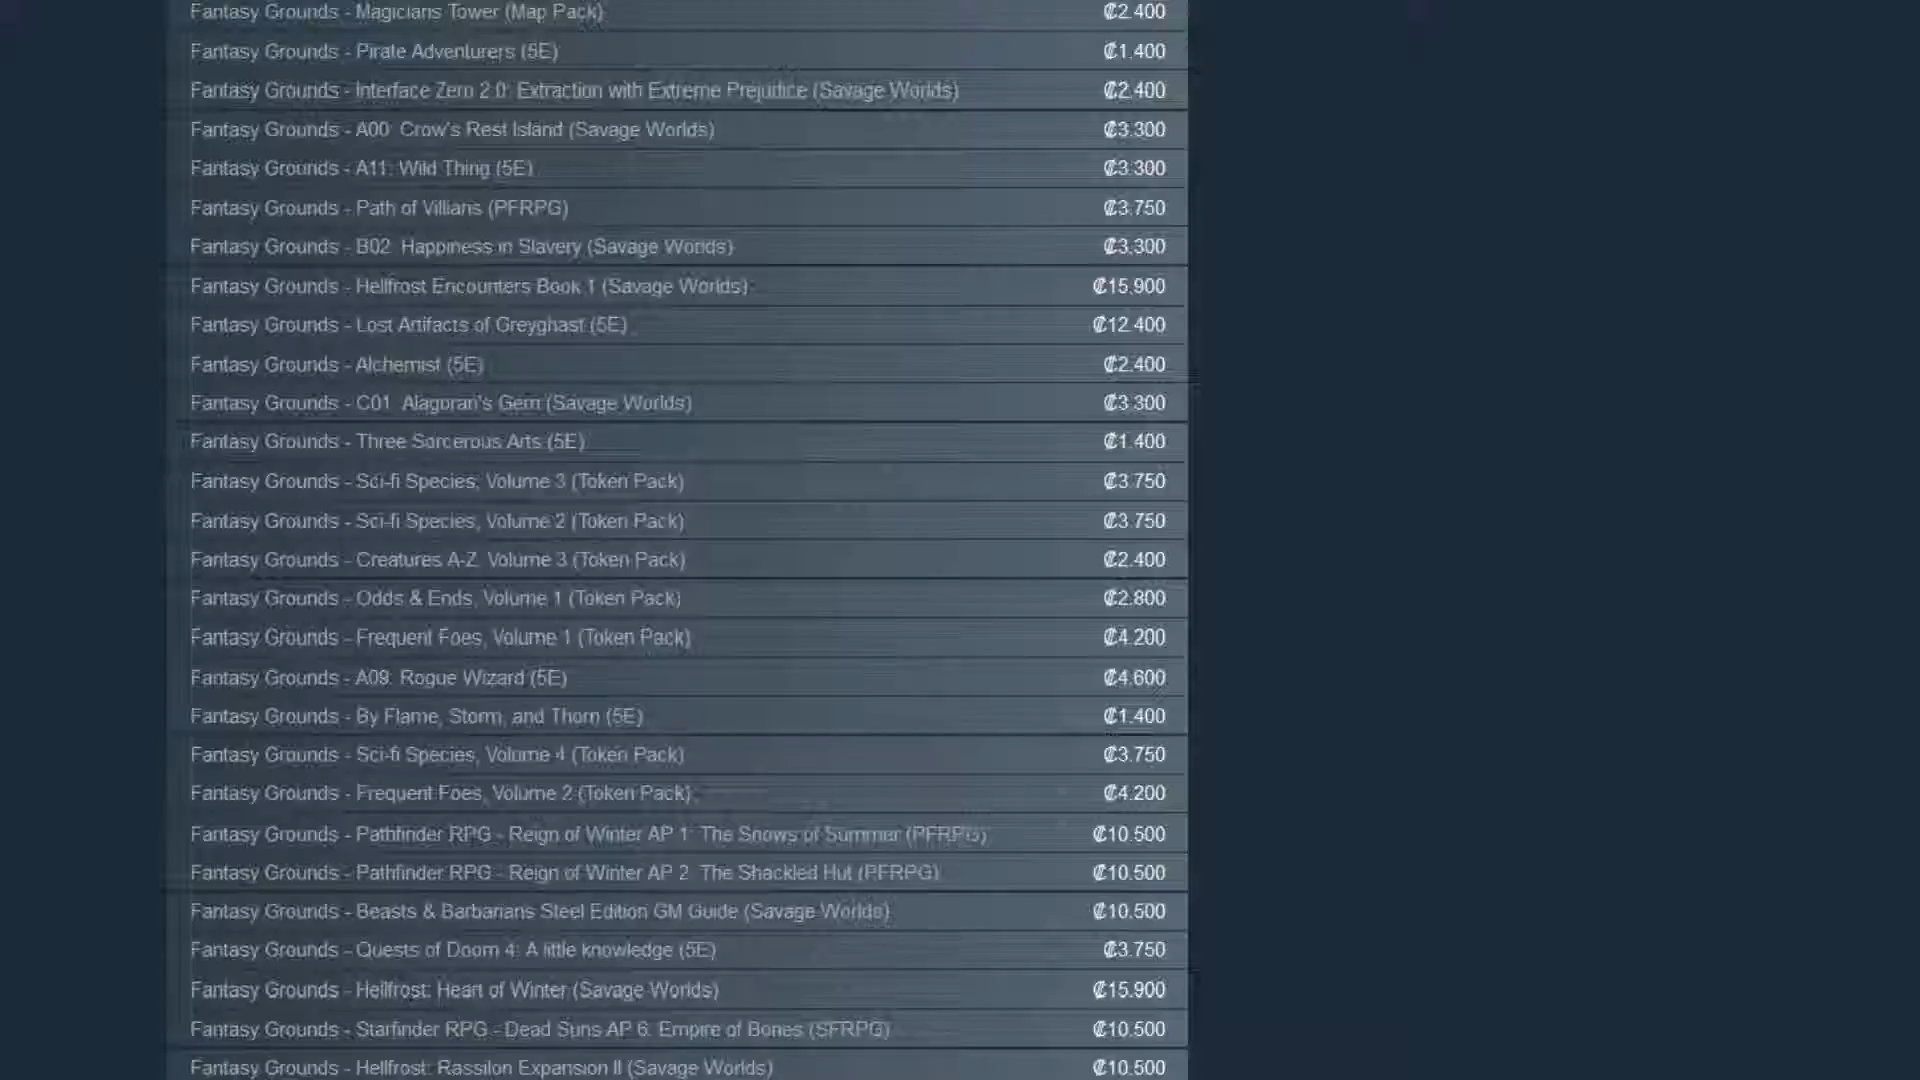 Fantasy Grounds - Magicians Tower (Map Pack) ₡2.400
Fantasy Grounds - Pirate Adventurers (5E) ₡1.400
Fantasy Grounds - Interface Zero 2.0: Extraction with Extreme Prejudice (Savage Worlds) ₡2.400
Fantasy Grounds - A00: Crow's Rest Island (Savage Worlds) ₡3.300
Fantasy Grounds - A11: Wild Thing (5E) ₡3.300
Fantasy Grounds - Path of Villians (PFRPG) ₡3.750
Fantasy Grounds - B02: Happiness in Slavery (Savage Worlds) ₡3.300
Fantasy Grounds - Hellfrost Encounters Book 1 (Savage Worlds) ₡15.900
Fantasy Grounds - Lost Artifacts of Greyghast (5E) ₡12.400
Fantasy Grounds - Alchemist (5E) ₡2.400
Fantasy Grounds - C01: Alagoran's Gem (Savage Worlds) ₡3.300
Fantasy Grounds - Three Sorcerous Arts (5E) ₡1.400
Fantasy Grounds - Sci-fi Species, Volume 3 (Token Pack) ₡3.750
Fantasy Grounds - Sci-fi Species, Volume 2 (Token Pack) ₡3.750
Fantasy Grounds - Creatures A-Z, Volume 3 (Token Pack) ₡2.400
Fantasy Grounds - Odds & Ends, Volume 1 (Token Pack) ₡2.800
Fantasy Grounds - Frequent Foes, Volume 1 (Token Pack) ₡4.200
Fantasy Grounds - A09: Rogue Wizard (5E) ₡4.600
Fantasy Grounds - By Flame, Storm, and Thorn (5E) ₡1.400
Fantasy Grounds - Sci-fi Species, Volume 4 (Token Pack) ₡3.750
Fantasy Grounds - Frequent Foes, Volume 2 (Token Pack) ₡4.200
Fantasy Grounds - Pathfinder RPG - Reign of Winter AP 1: The Snows of Summer (PFRPG) ₡10.500
Fantasy Grounds - Pathfinder RPG - Reign of Winter AP 2: The Shackled Hut (PFRPG) ₡10.500
Fantasy Grounds - Beasts & Barbarians Steel Edition GM Guide (Savage Worlds) ₡10.500
Fantasy Grounds - Quests of Doom 4: A little knowledge (5E) ₡3.750
Fantasy Grounds - Hellfrost: Heart of Winter (Savage Worlds) ₡15.900
Fantasy Grounds - Starfinder RPG - Dead Suns AP 6: Empire of Bones (SFRPG) ₡10.500
Fantasy Grounds - Hellfrost: Rassilon Expansion II (Savage Worlds) ₡10.500